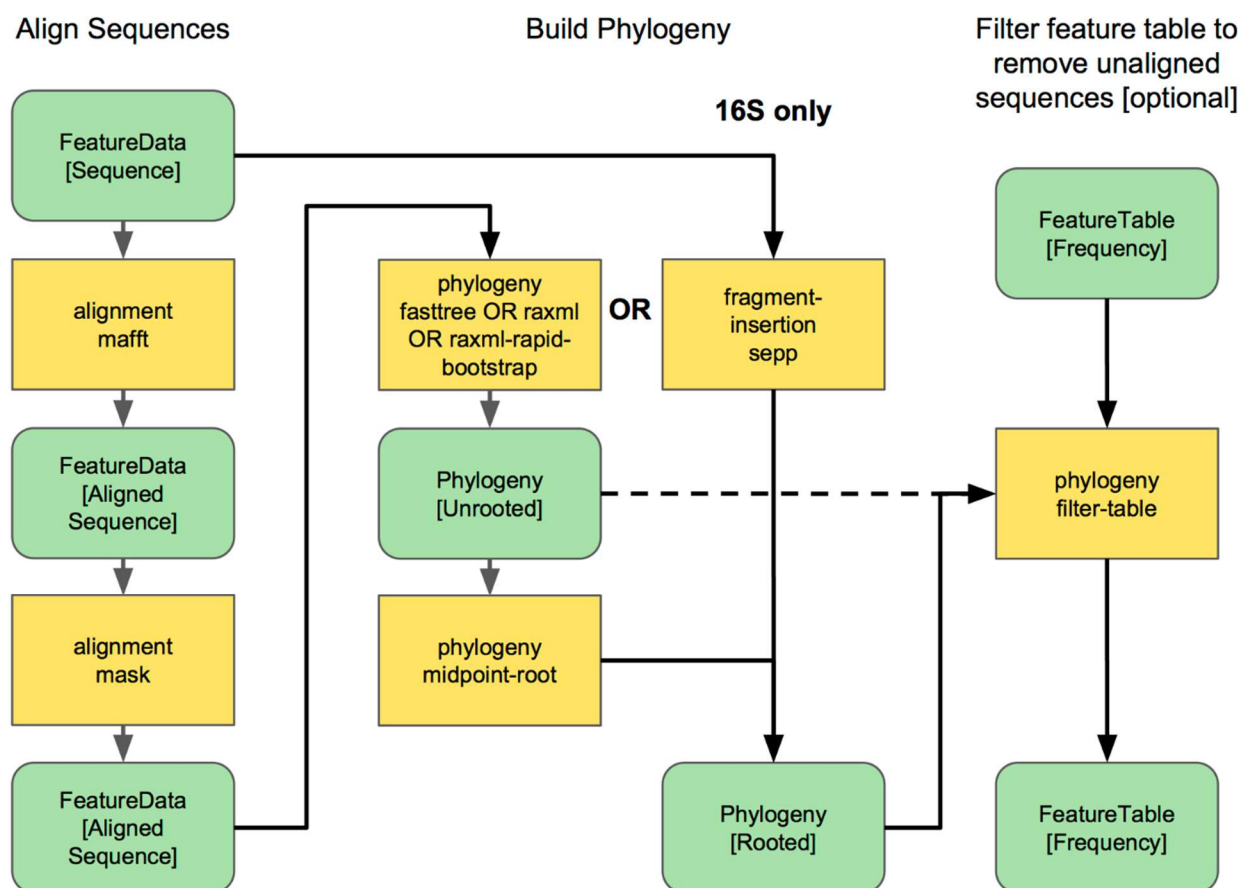 Align Sequences
FeatureData
[Sequence]
alignment
mafft
FeatureData
[Aligned
Sequence]
alignment
mask
FeatureData
[Aligned
Sequence]
Build Phylogeny
16S only
phylogeny
fasttree OR raxml
OR raxml-rapid-
bootstrap
OR
fragment-
insertion
sepp
Phylogeny
[Unrooted]
phylogeny
midpoint-root
Phylogeny
[Rooted]
Filter feature table to
remove unaligned
sequences [optional]
FeatureTable
[Frequency]
phylogeny
filter-table
FeatureTable
[Frequency]